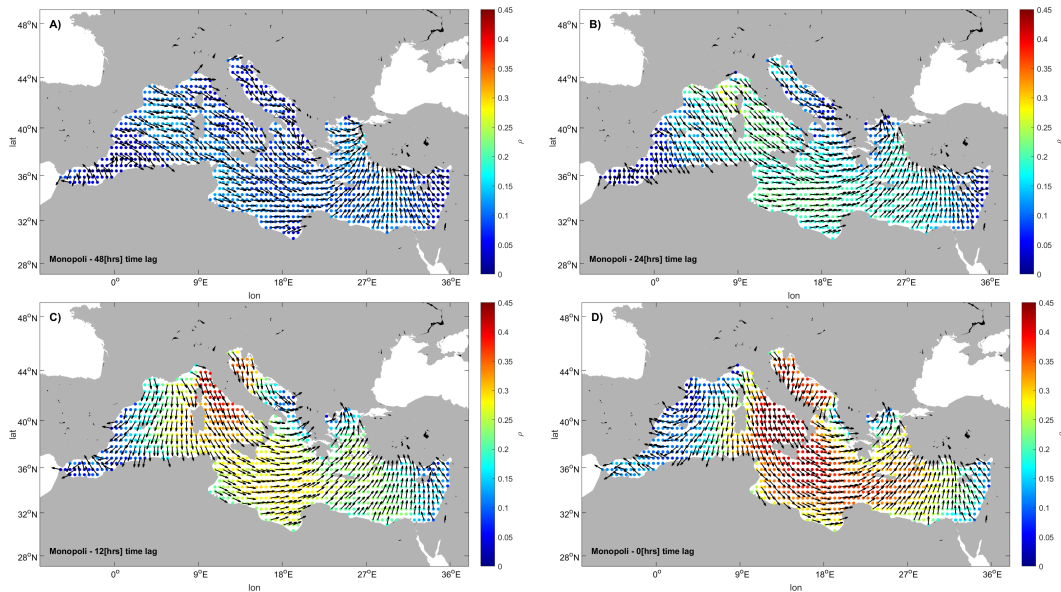 A)
48°N
44°N
40°N
36°N
32°N
28°N
lat
0°
9°E
18°E
27°E
36°E
lon
Monopoli - 48[hrs] time lag
0.45
0.4
0.35
0.3
0.25
0.2
0.15
0.1
0.05
0
ρ
B)
48°N
44°N
40°N
36°N
32°N
28°N
lat
0°
9°E
18°E
27°E
36°E
lon
Monopoli - 24[hrs] time lag
0.45
0.4
0.35
0.3
0.25
0.2
0.15
0.1
0.05
0
ρ
C)
48°N
44°N
40°N
36°N
32°N
28°N
lat
0°
9°E
18°E
27°E
36°E
lon
Monopoli - 12[hrs] time lag
0.45
0.4
0.35
0.3
0.25
0.2
0.15
0.1
0.05
0
ρ
D)
48°N
44°N
40°N
36°N
32°N
28°N
lat
0°
9°E
18°E
27°E
36°E
lon
Monopoli - 0[hrs] time lag
0.45
0.4
0.35
0.3
0.25
0.2
0.15
0.1
0.05
0
ρ